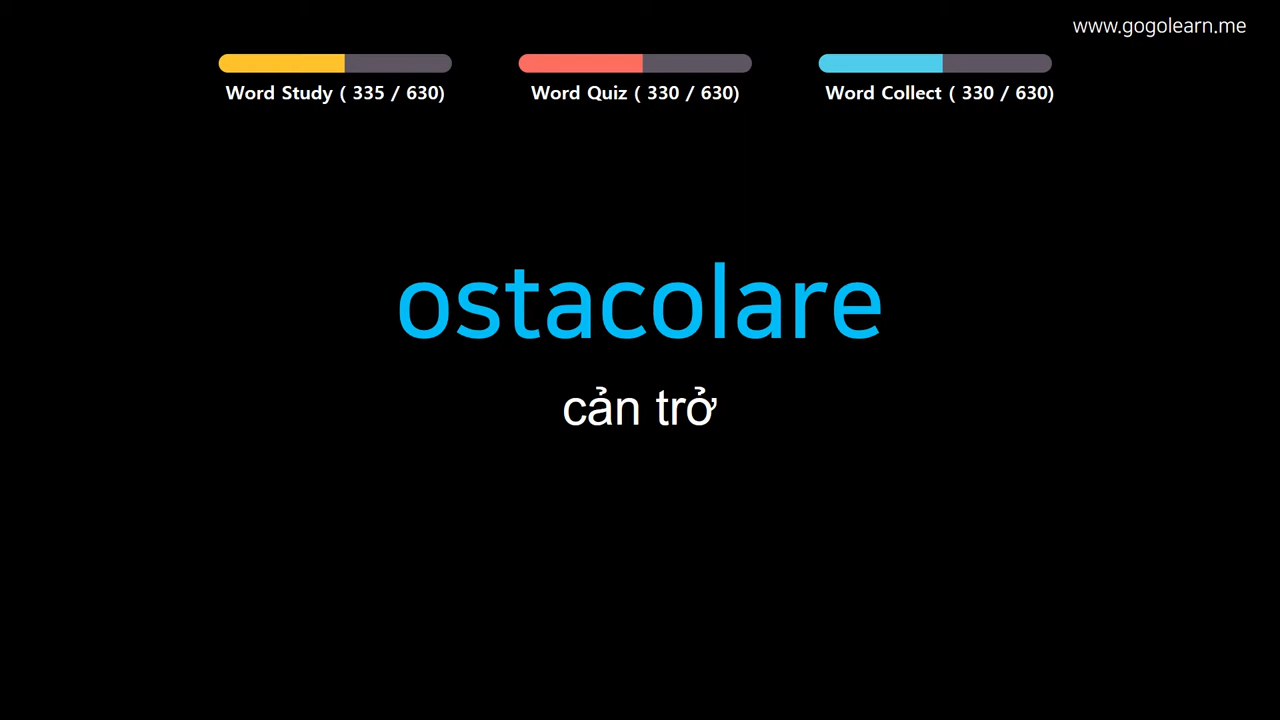 www.gogolearn.me
Word Study ( 335 / 630)
Word Quiz ( 330 / 630)
Word Collect ( 330 / 630)
ostacolare
cản trở